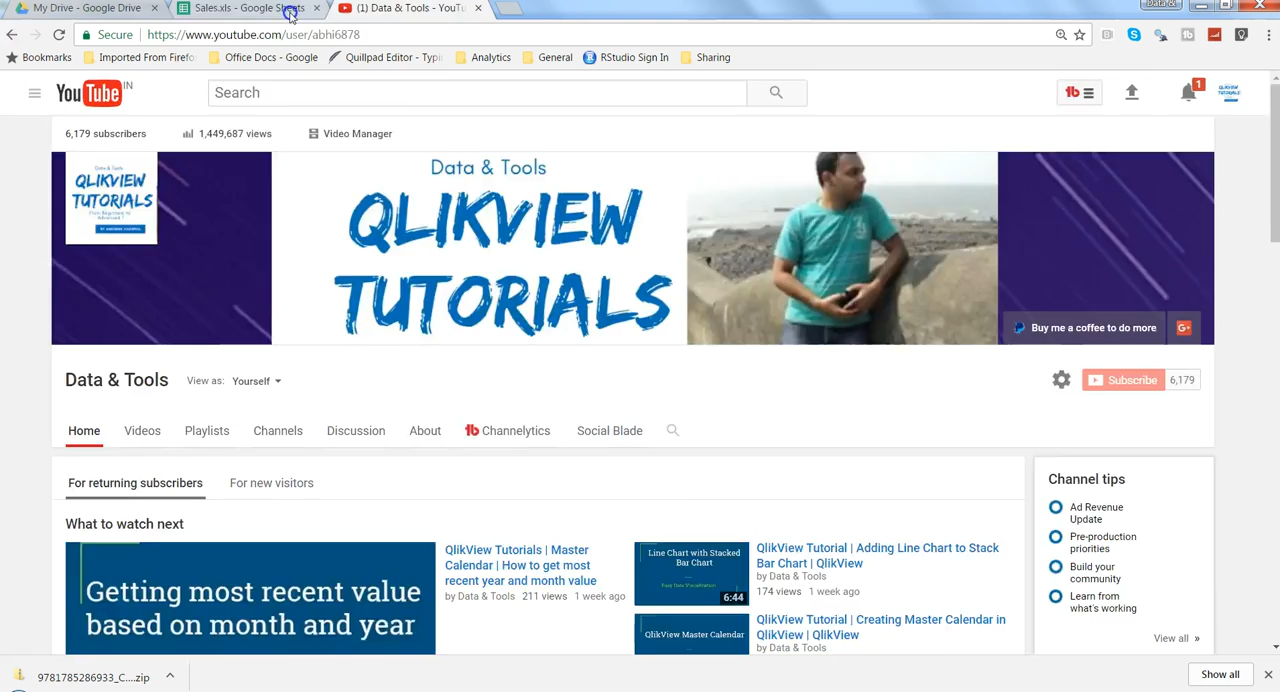 My Drive - Google Drive
Sales.xls - Google Sheets
(1) Data & Tools - YouTu
Data &
Secure
https://www.youtube.com/user/abhi6878
Bookmarks
Imported From Firefo
Office Docs - Google
Quillpad Editor - Typi
Analytics
General
RStudio Sign In
Sharing
YouTube IN
Search
1
6,179 subscribers
1,449,687 views
Video Manager
Data & Tools
QLIKVIEW
TUTORIALS
Data & Tools
QLIKVIEW
TUTORIALS
Buy me a coffee to do more
G+
Data & Tools
View as: Yourself
Subscribe 6,179
Home
Videos
Playlists
Channels
Discussion
About
tb Channelytics
Social Blade
For returning subscribers
For new visitors
What to watch next
Getting most recent value
based on month and year
QlikView Tutorials | Master
Calendar | How to get most
recent year and month value
by Data & Tools 211 views 1 week ago
Line Chart with Stacked
Bar Chart
6:44
QlikView Tutorial | Adding Line Chart to Stack
Bar Chart | QlikView
by Data & Tools
174 views 1 week ago
QlikView Master Calendar
QlikView Tutorial | Creating Master Calendar in
QlikView | QlikView
by Data & Tools
Channel tips
Ad Revenue
Update
Pre-production
priorities
Build your
community
Learn from
what's working
View all »
9781785286933_C....zip
Show all